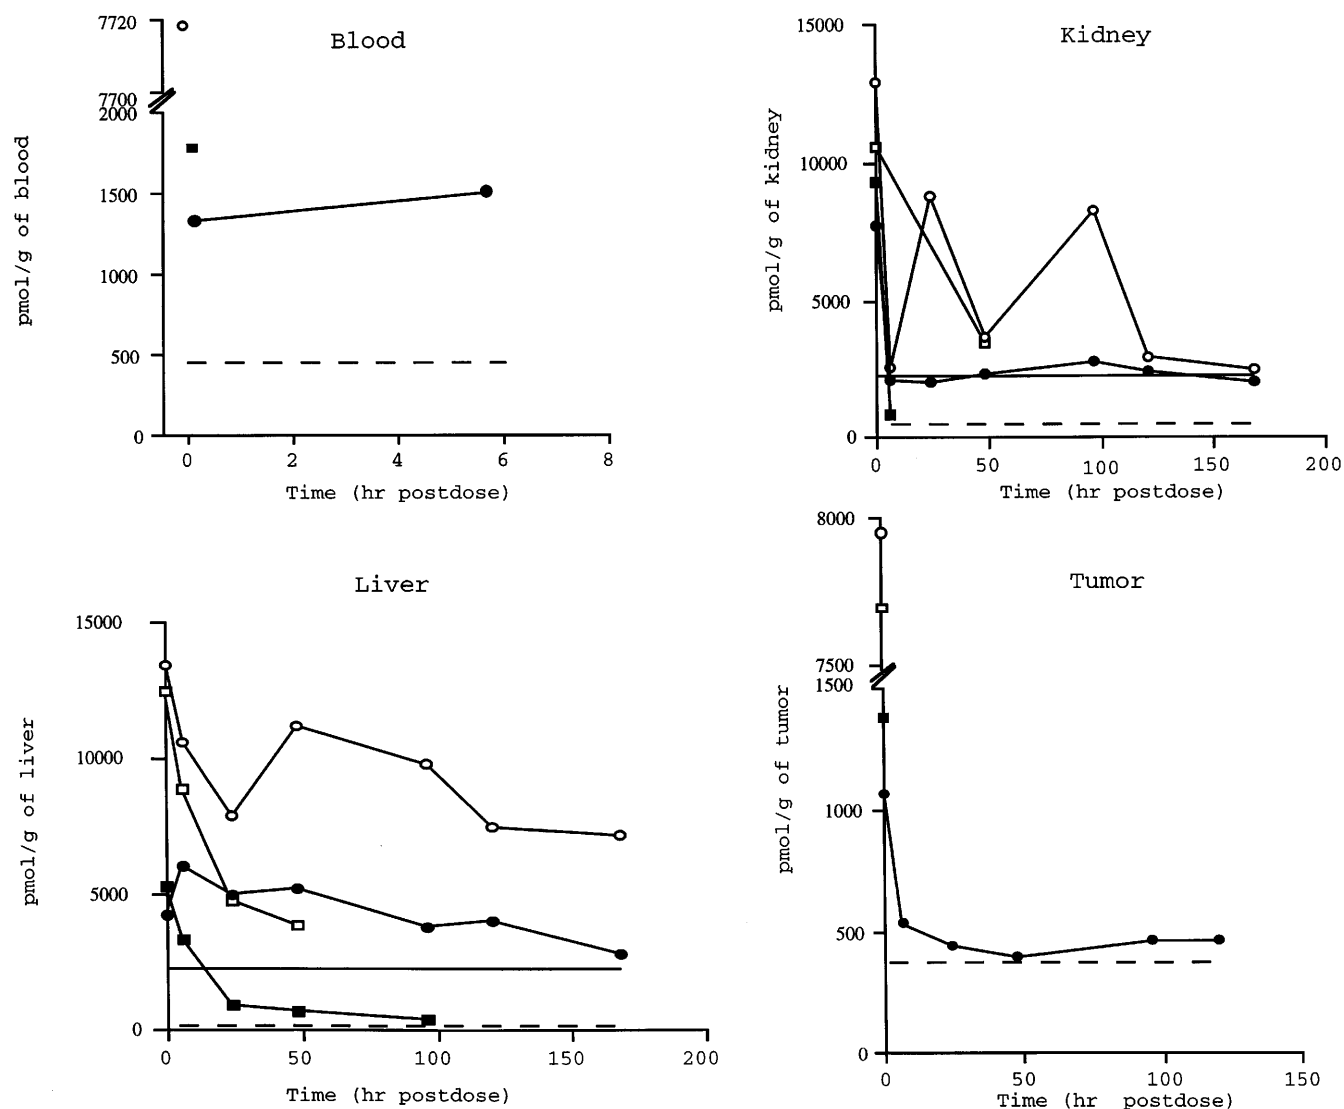 Blood
pmol/g of blood
7720
7700
2000
1500
1000
500
0
0 2 4 6 8
Time (hr postdose)
Kidney
pmol/g of kidney
15000
10000
5000
0
0 50 100 150 200
Time (hr postdose)
Liver
pmol/g of liver
15000
10000
5000
0
0 50 100 150 200
Time (hr postdose)
Tumor
pmol/g of tumor
8000
7500
1500
1000
500
0
0 50 100 150
Time (hr postdose)